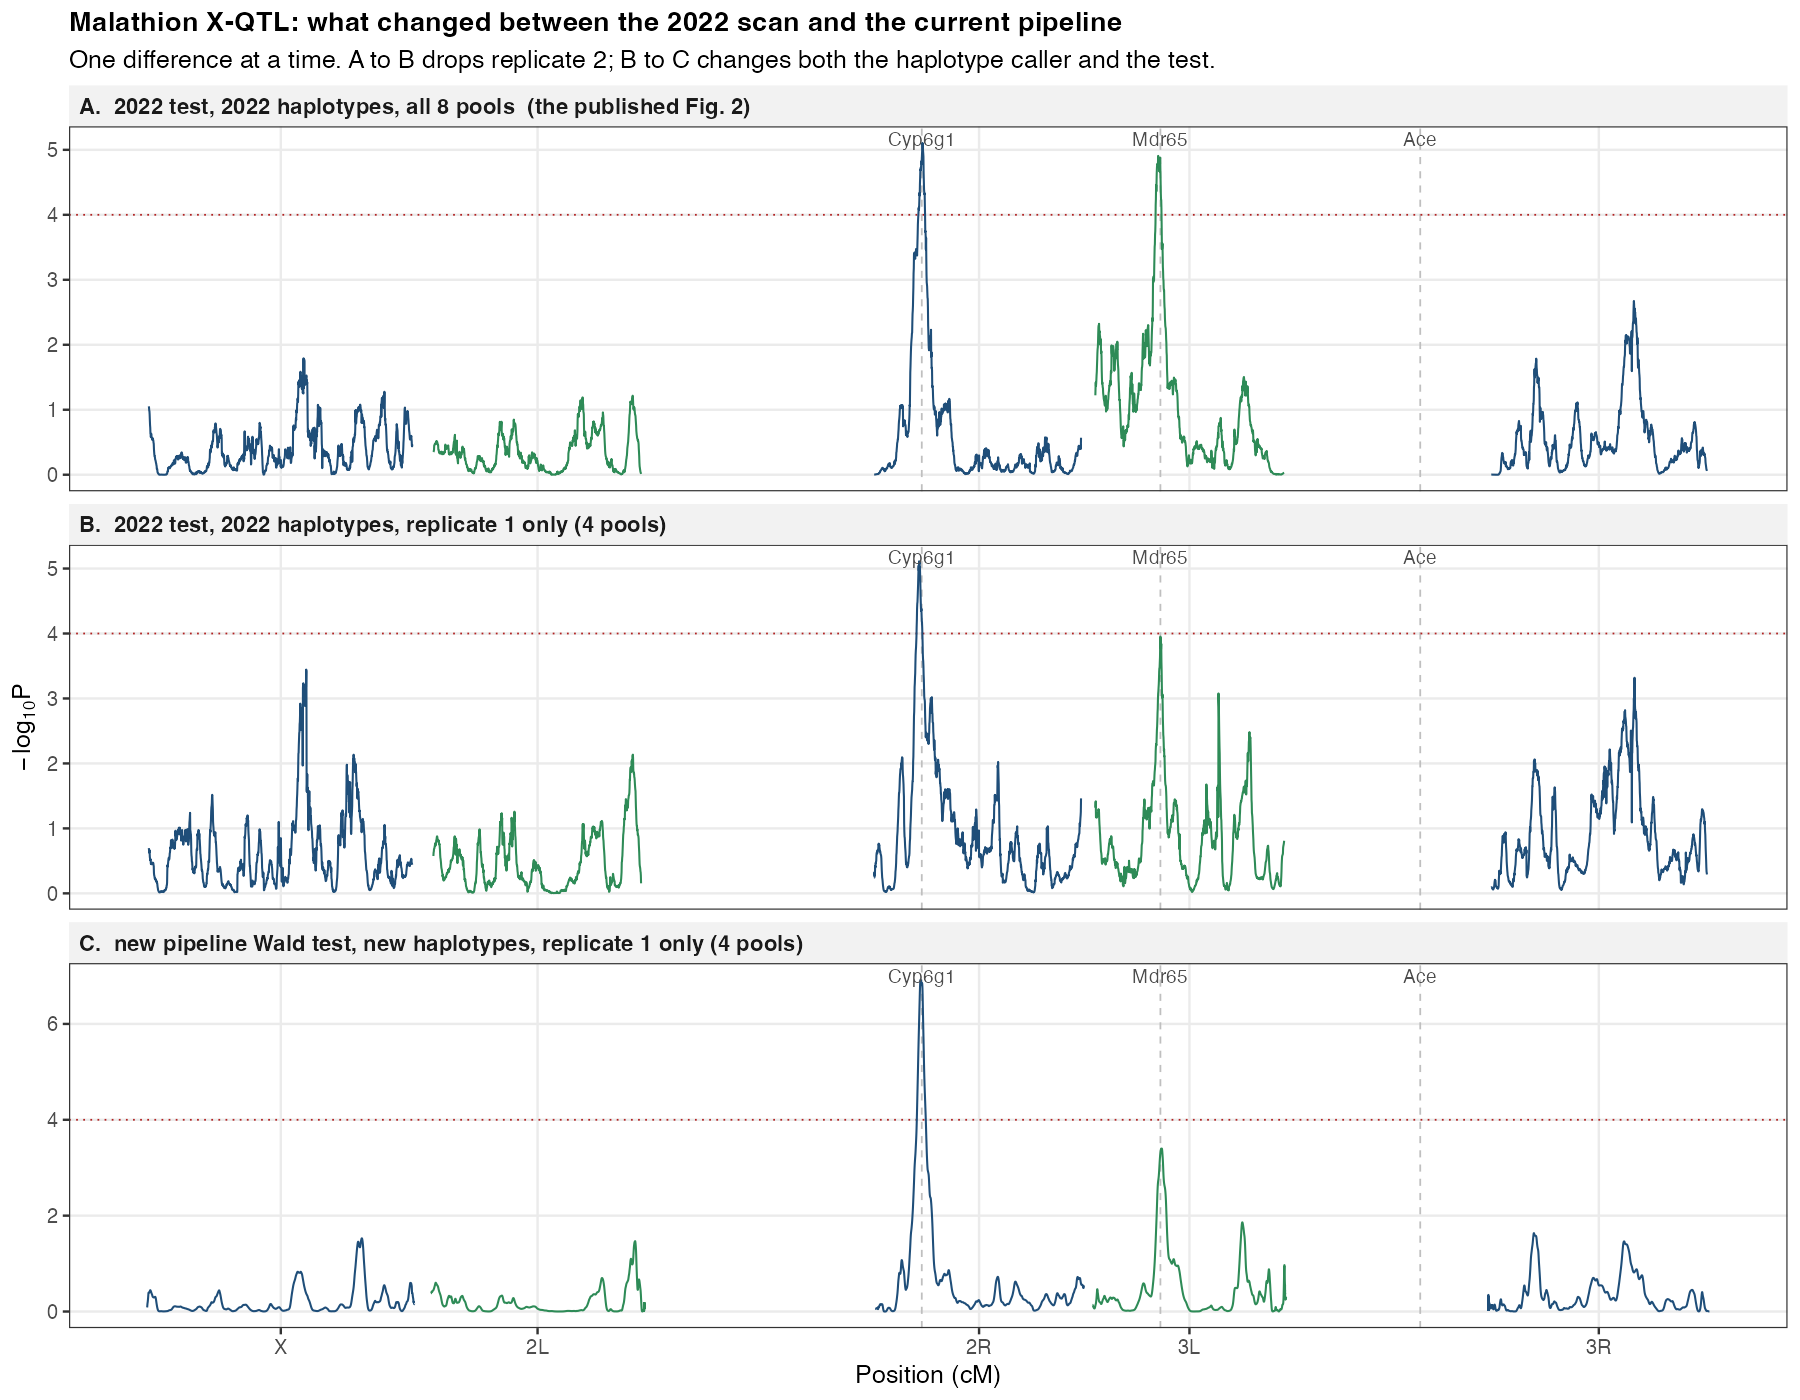 Malathion X-QTL: what changed between the 2022 scan and the current pipeline
One difference at a time. A to B drops replicate 2; B to C changes both the haplotype caller and the test.
A.  2022 test, 2022 haplotypes, all 8 pools  (the published Fig. 2)
Cyp6g1 Mdr65 Ace
5
4
3
2
1
0
B.  2022 test, 2022 haplotypes, replicate 1 only (4 pools)
Cyp6g1 Mdr65 Ace
5
4
3
2
1
0
−log₁₀P
C.  new pipeline Wald test, new haplotypes, replicate 1 only (4 pools)
Cyp6g1 Mdr65 Ace
6
4
2
0
X 2L 2R 3L 3R
Position (cM)